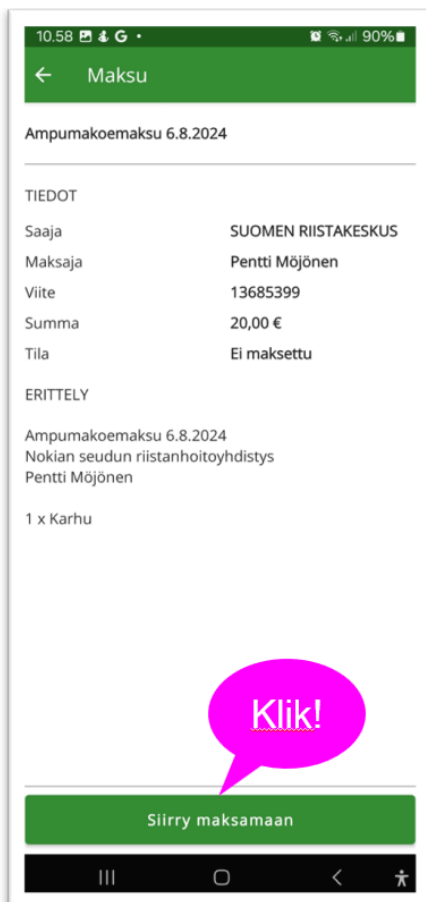 10.58 G • 90%
Maksu
Ampumakoemaksu 6.8.2024
TIEDOT
Saaja SUOMEN RIISTAKESKUS
Maksaja Pentti Möjönen
Viite 13685399
Summa 20,00 €
Tila Ei maksettu
ERITTELY
Ampumakoemaksu 6.8.2024
Nokian seudun riistanhoitoyhdistys
Pentti Möjönen
1 x Karhu
Klik!
Siirry maksamaan